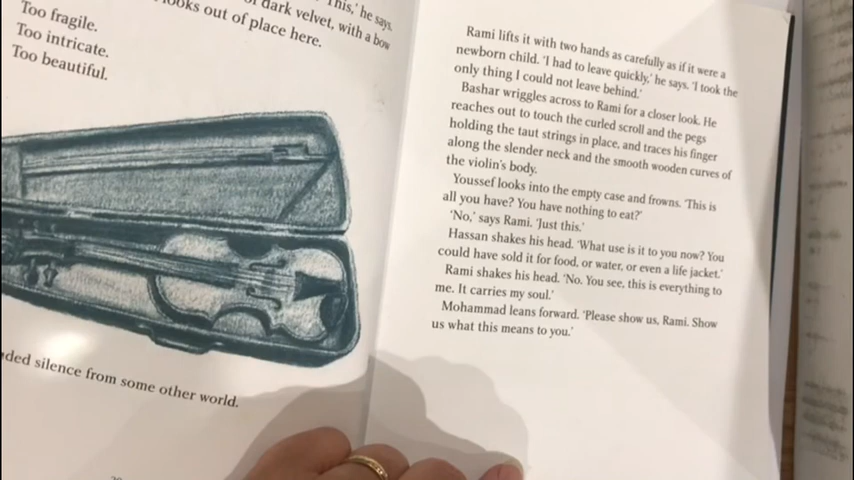 This,' he says.
of dark velvet, with a bow
looks out of place here.
Too fragile.
Too intricate.
Too beautiful.
silence from some other world.
Rami lifts it with two hands as carefully as if it were a
newborn child. 'I had to leave quickly,' he says. 'I took the
only thing I could not leave behind.'
Bashar wriggles across to Rami for a closer look. He
reaches out to touch the curled scroll and the pegs
holding the taut strings in place, and traces his finger
along the slender neck and the smooth wooden curves of
the violin's body.
Youssef looks into the empty case and frowns. 'This is
all you have? You have nothing to eat?'
'No,' says Rami. 'Just this.'
Hassan shakes his head. 'What use is it to you now? You
could have sold it for food, or water, or even a life jacket.'
Rami shakes his head. 'No. You see, this is everything to
me. It carries my soul.'
Mohammad leans forward. 'Please show us, Rami. Show
us what this means to you.'